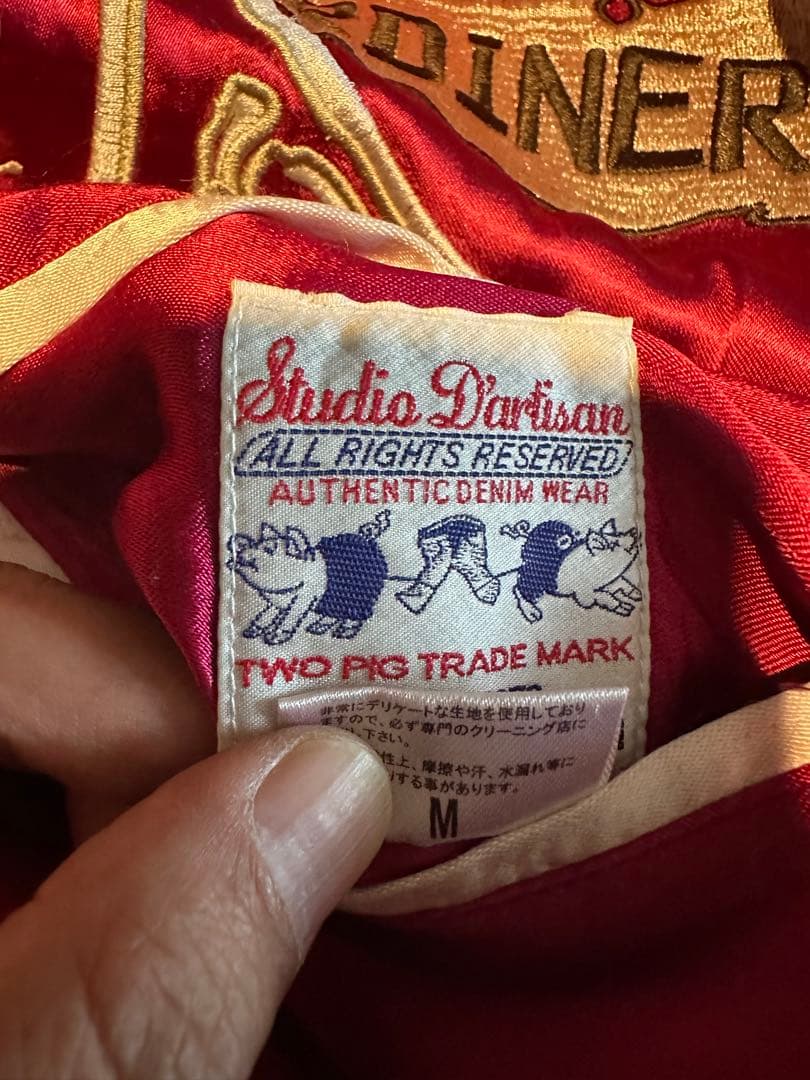 DINER
Studio D'artisan
ALL RIGHTS RESERVED
AUTHENTIC DENIM WEAR
TWO PIG TRADE MARK
非常にデリケートな生地を使用しており
ますので、必ず専門のクリーニング店に
下さい。
性上、摩擦や汗、水漏れ等に
する事があります。
M